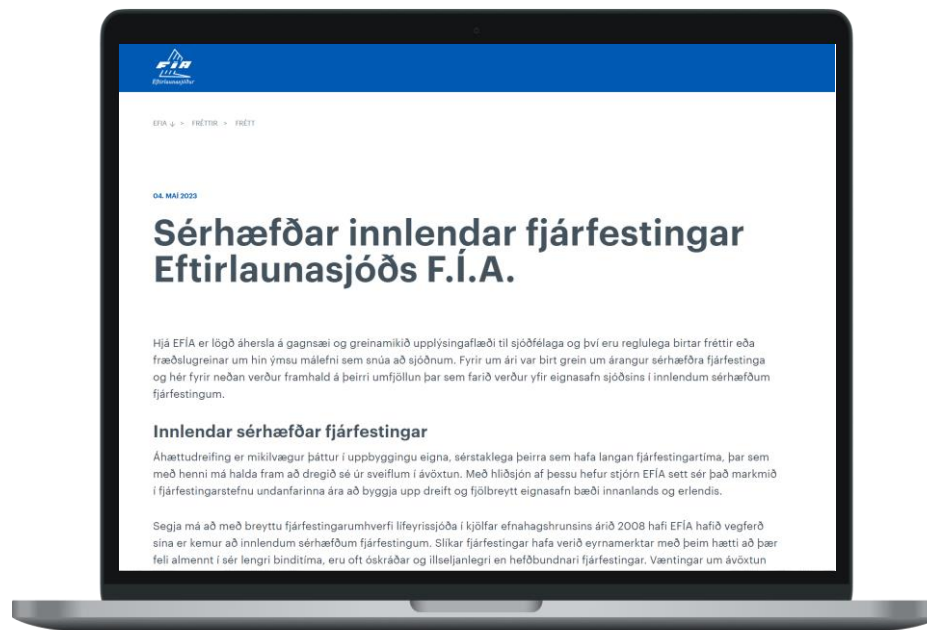 FÍA
Eftirlaunasjóður
EFIA ↓ > FRÉTTIR > FRÉTT
04. MAÍ 2023
Sérhæfðar innlendar fjárfestingar
Eftirlaunasjóðs F.Í.A.
Hjá EFÍA er lögð áhersla á gagnsæi og greinamikið upplýsingaflæði til sjóðfélaga og því eru reglulega birtar fréttir eða
fræðslugreinar um hin ýmsu málefni sem snúa að sjóðnum. Fyrir um ári var birt grein um árangur sérhæfðra fjárfestinga
og hér fyrir neðan verður framhald á þeirri umfjöllun þar sem farið verður yfir eignasafn sjóðsins í innlendum sérhæfðum
fjárfestingum.
Innlendar sérhæfðar fjárfestingar
Áhættudreifing er mikilvægur þáttur í uppbyggingu eigna, sérstaklega þeirra sem hafa langan fjárfestingartíma, þar sem
með henni má halda fram að dregið sé úr sveiflum í ávöxtun. Með hliðsjón af þessu hefur stjórn EFÍA sett sér það markmið
í fjárfestingarstefnu undanfarinna ára að byggja upp dreift og fjölbreytt eignasafn bæði innanlands og erlendis.
Segja má að með breyttu fjárfestingarumhverfi lífeyrissjóða í kjölfar efnahagshrunsins árið 2008 hafi EFÍA hafið vegferð
sína er kemur að innlendum sérhæfðum fjárfestingum. Slíkar fjárfestingar hafa verið eyrnamerktar með þeim hætti að þær
feli almennt í sér lengri binditíma, eru oft óskráðar og illseljanlegri en hefðbundnari fjárfestingar. Væntingar um ávöxtun